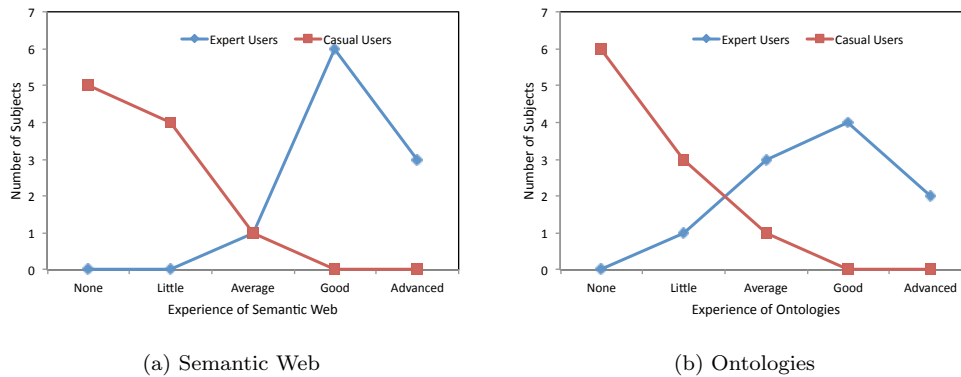 Expert Users Casual Users
7
6
5
4
3
2
1
0
Number of Subjects
None Little Average Good Advanced
Experience of Semantic Web
(a) Semantic Web
Expert Users Casual Users
7
6
5
4
3
2
1
0
Number of Subjects
None Little Average Good Advanced
Experience of Ontologies
(b) Ontologies